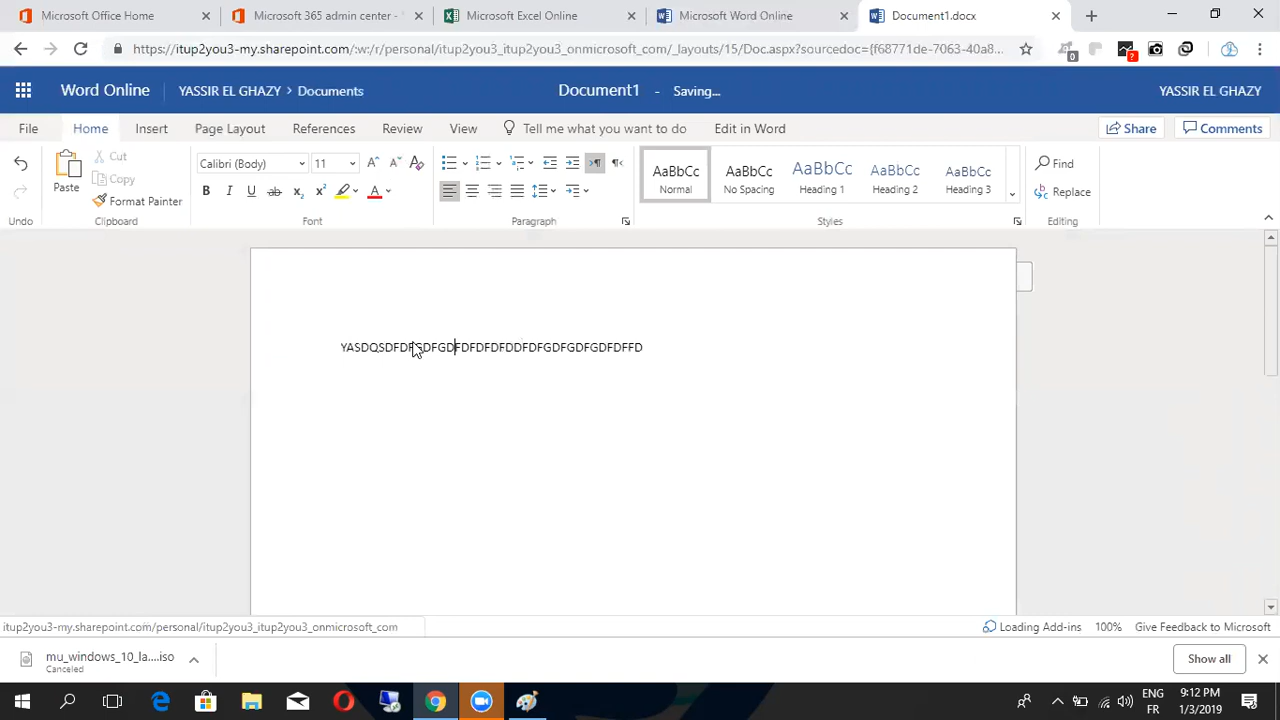 Microsoft Office Home
Microsoft 365 admin center -
Microsoft Excel Online
Microsoft Word Online
Document1.docx
https://itup2you3-my.sharepoint.com/:w:/r/personal/itup2you3_itup2you3_onmicrosoft_com/_layouts/15/Doc.aspx?sourcedoc={f68771de-7063-40a8...
0
?
Word Online
YASSIR EL GHAZY > Documents
Document1 - Saving...
YASSIR EL GHAZY
File Home Insert Page Layout References Review View Tell me what you want to do Edit in Word Share Comments
Undo
Paste
Cut
Copy
Format Painter
Clipboard
Calibri (Body) 11
Font
Paragraph
AaBbCc Normal
AaBbCc No Spacing
AaBbCc Heading 1
AaBbCc Heading 2
AaBbCc Heading 3
Styles
Find
Replace
Editing
itup2you3-my.sharepoint.com/personal/itup2you3_itup2you3_onmicrosoft_com
Loading Add-ins 100% Give Feedback to Microsoft
mu_windows_10_la....iso
Canceled
Show all
ENG
FR
9:12 PM
1/3/2019